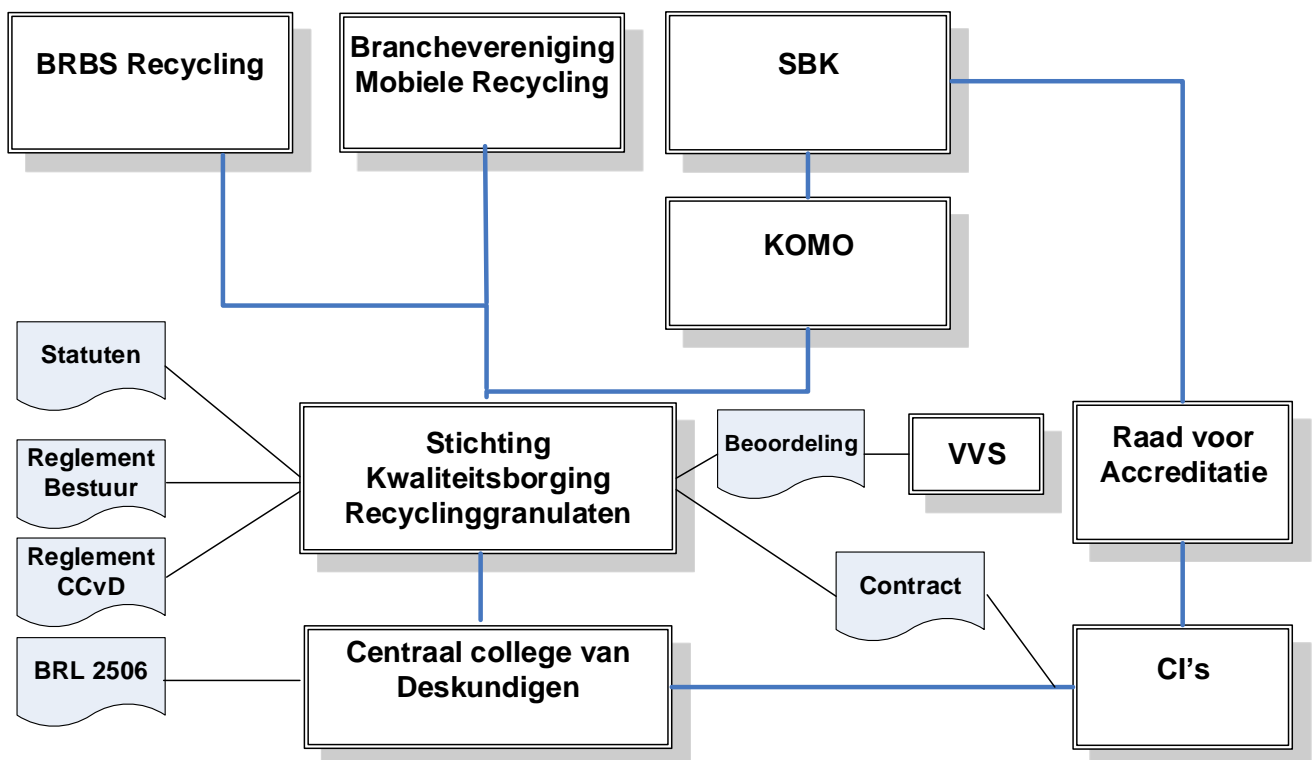 BRBS Recycling
Branchevereniging
Mobiele Recycling
SBK
KOMO
Statuten
Reglement
Bestuur
Reglement
CCvD
BRL 2506
Stichting
Kwaliteitsborging
Recyclinggranulaten
Beoordeling
VVS
Raad voor
Accreditatie
Contract
Centraal college van
Deskundigen
CI's